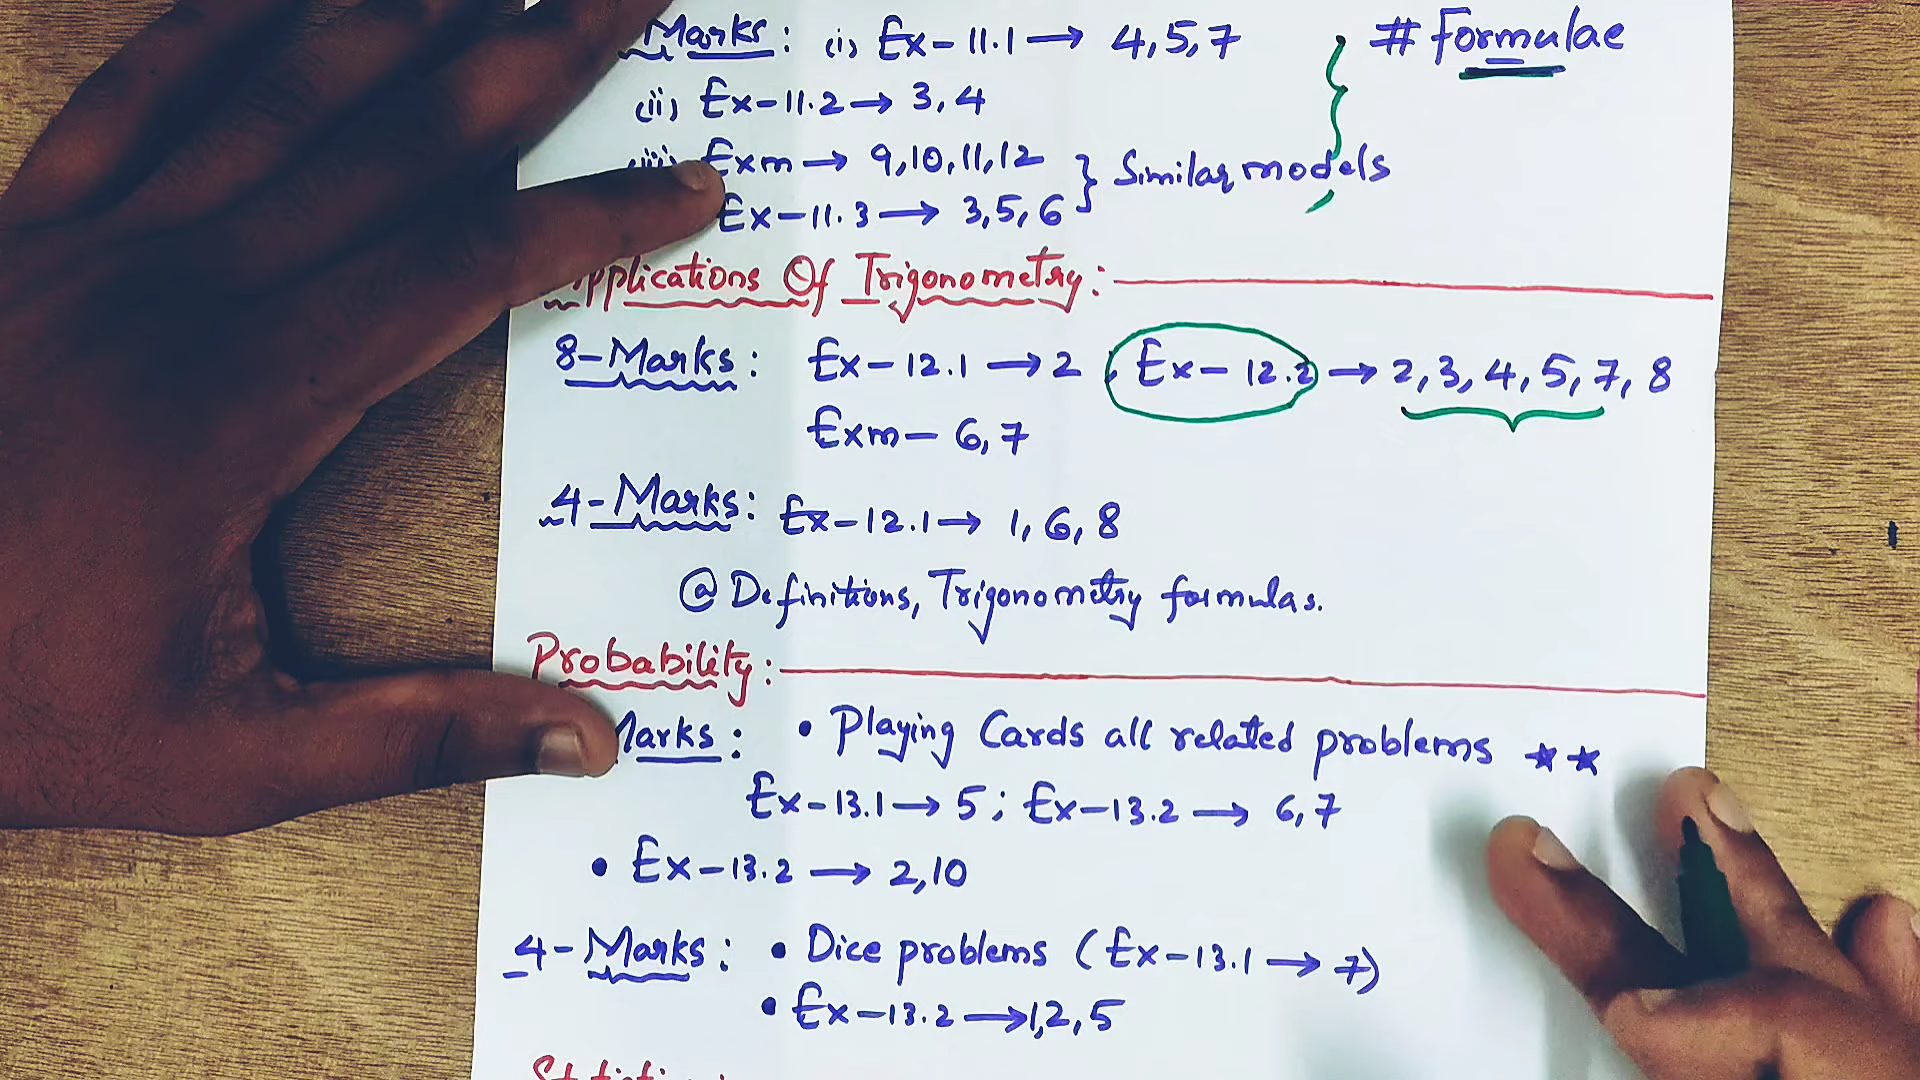 Marks: (i) Ex-11.1 → 4,5,7 # Formulae
(ii) Ex-11.2 → 3,4
(iii) Exm → 9,10,11,12 } Similar models
Ex-11.3 → 3,5,6
Applications Of Trigonometry:
8-Marks: Ex-12.1 → 2, Ex-12.2 → 2,3,4,5,7,8
Exm- 6,7
4-Marks: Ex-12.1 → 1,6,8
@ Definitions, Trigonometry formulas.
Probability:
Marks: • Playing Cards all related problems ★★
Ex-13.1 → 5; Ex-13.2 → 6,7
• Ex-13.2 → 2,10
4-Marks: • Dice problems (Ex-13.1 → 7)
• Ex-13.2 → 1,2,5